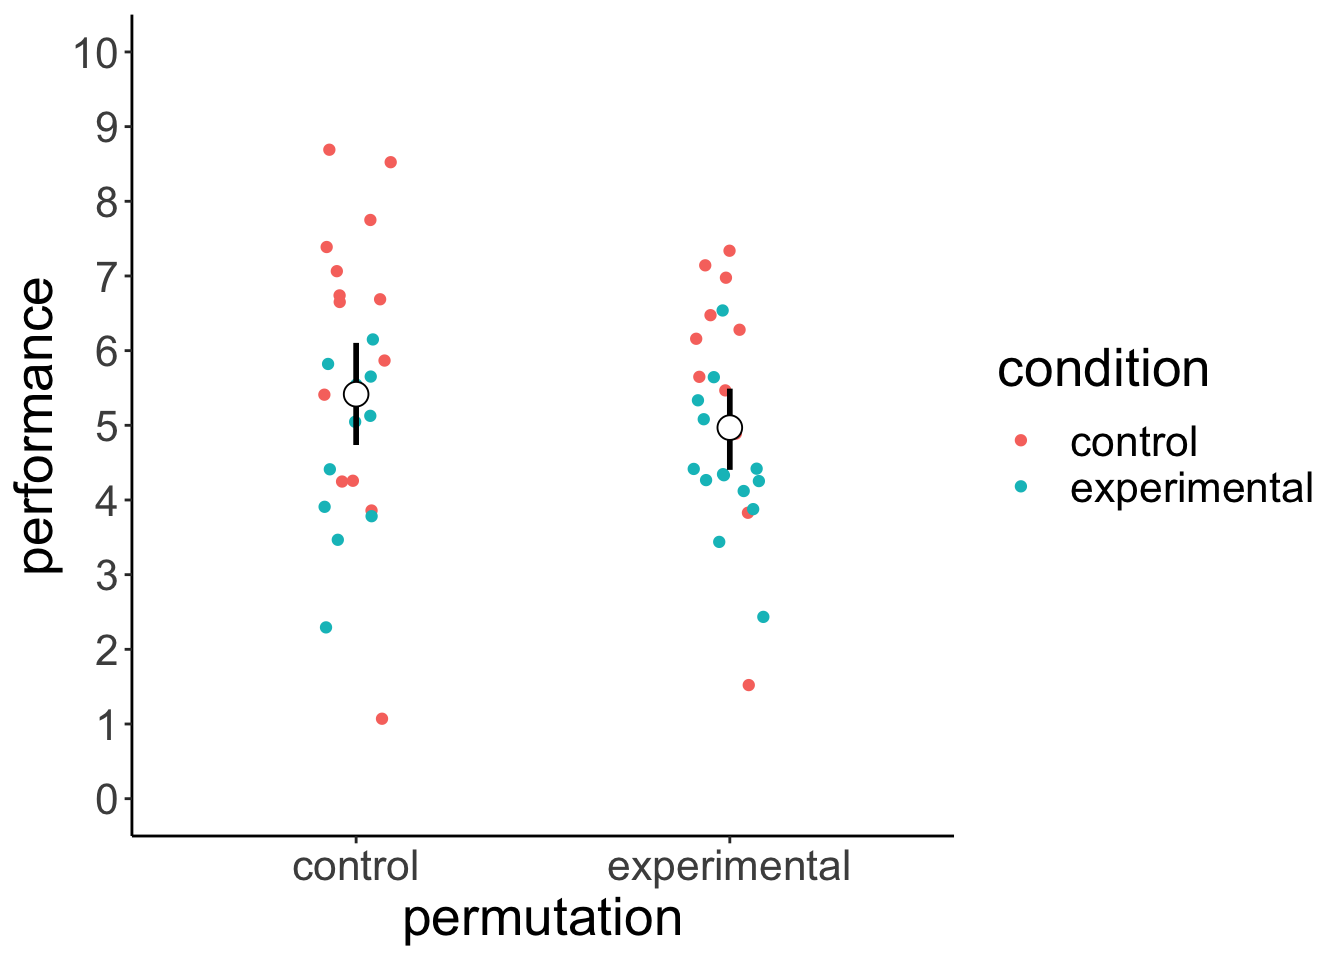 performance
10
9
8
7
6
5
4
3
2
1
0
control
experimental
permutation
condition
control
experimental